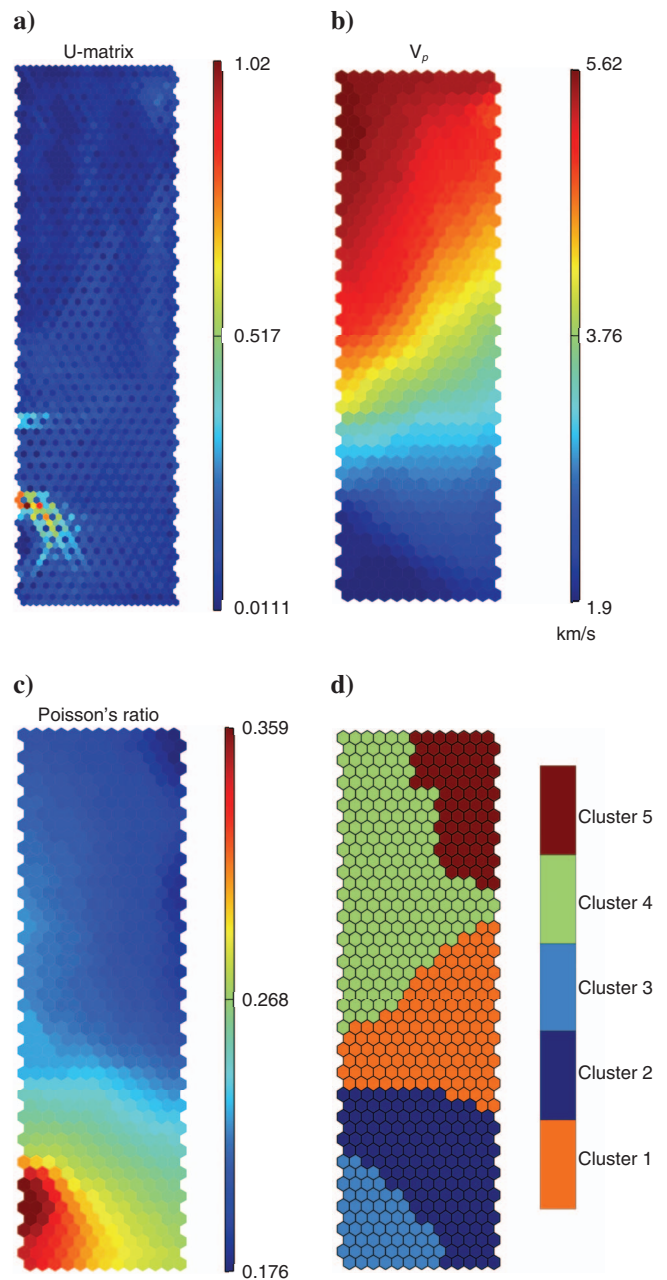 a)
U-matrix
1.02
0.517
0.0111
b)
Vp
5.62
3.76
1.9
km/s
c)
Poisson's ratio
0.359
0.268
0.176
d)
Cluster 5
Cluster 4
Cluster 3
Cluster 2
Cluster 1